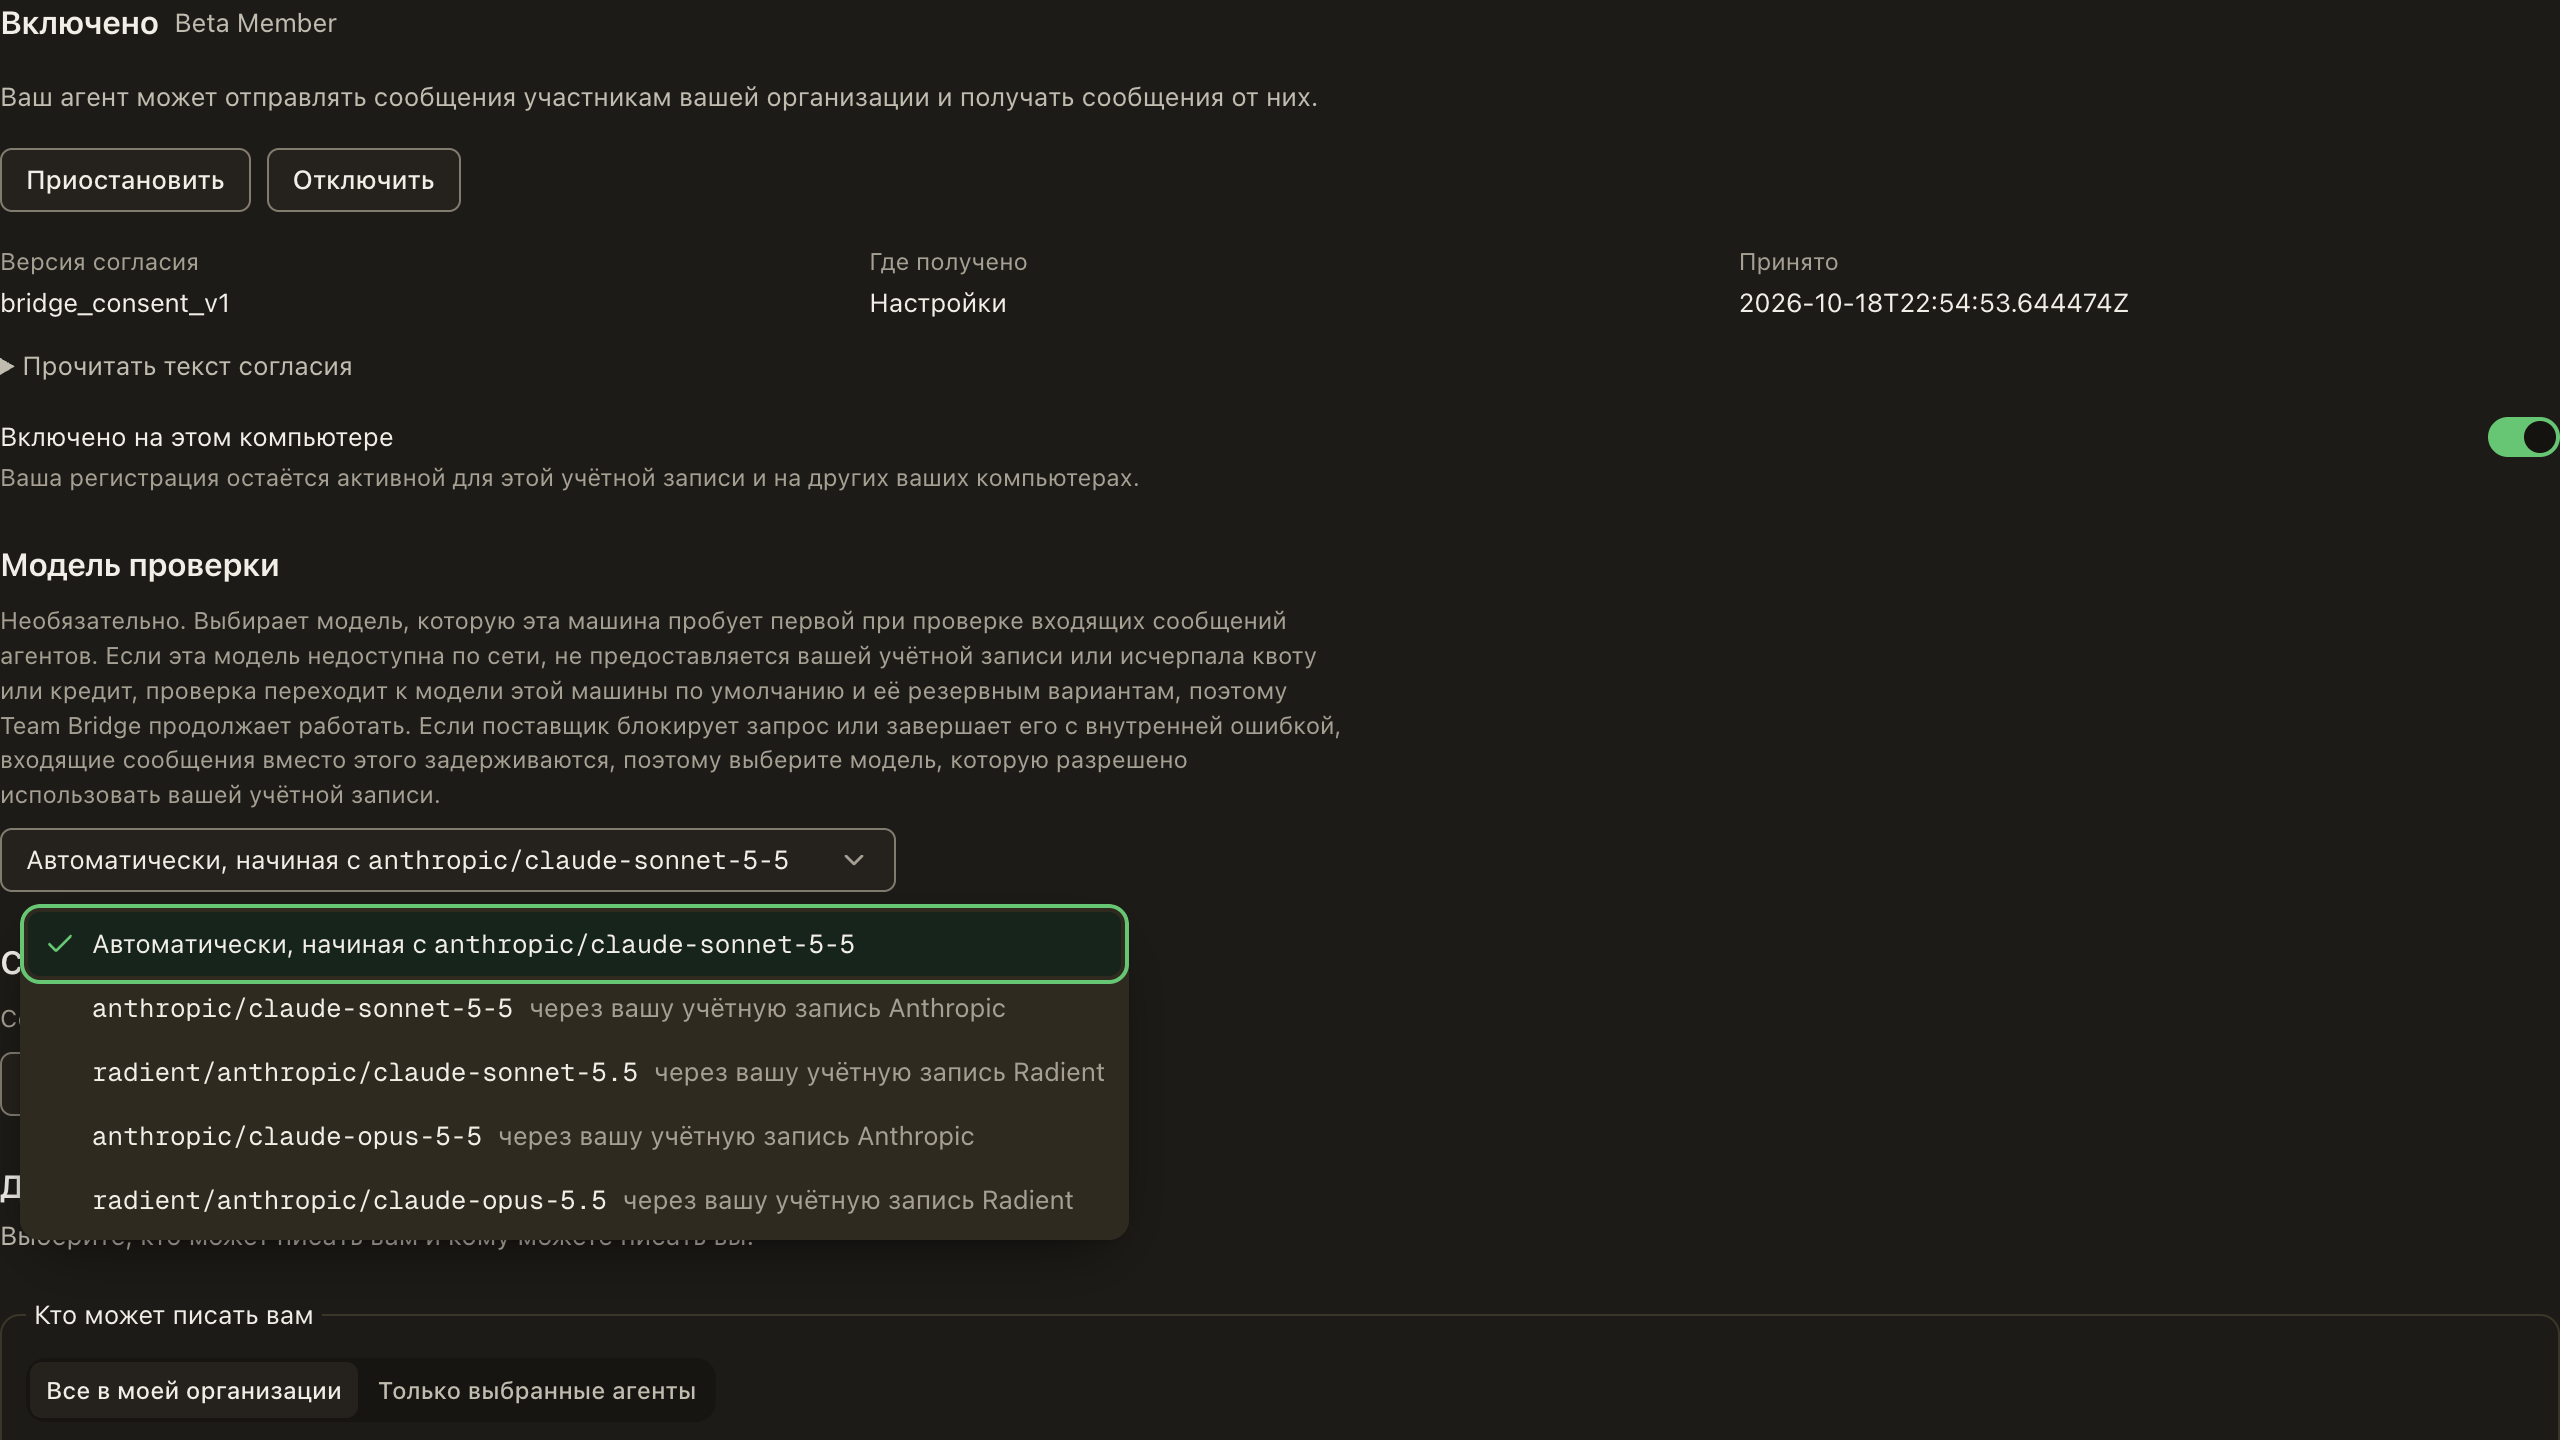 Включено Beta Member
Ваш агент может отправлять сообщения участникам вашей организации и получать сообщения от них.
Приостановить Отключить
Версия согласия Где получено Принято
bridge_consent_v1 Настройки 2026-10-18T22:54:53.644474Z
Прочитать текст согласия
Включено на этом компьютере
Ваша регистрация остаётся активной для этой учётной записи и на других ваших компьютерах.
Модель проверки
Необязательно. Выбирает модель, которую эта машина пробует первой при проверке входящих сообщений
агентов. Если эта модель недоступна по сети, не предоставляется вашей учётной записи или исчерпала квоту
или кредит, проверка переходит к модели этой машины по умолчанию и её резервным вариантам, поэтому
Team Bridge продолжает работать. Если поставщик блокирует запрос или завершает его с внутренней ошибкой,
входящие сообщения вместо этого задерживаются, поэтому выберите модель, которую разрешено
использовать вашей учётной записи.
Автоматически, начиная с anthropic/claude-sonnet-5-5
Автоматически, начиная с anthropic/claude-sonnet-5-5
anthropic/claude-sonnet-5-5 через вашу учётную запись Anthropic
radient/anthropic/claude-sonnet-5.5 через вашу учётную запись Radient
anthropic/claude-opus-5-5 через вашу учётную запись Anthropic
radient/anthropic/claude-opus-5.5 через вашу учётную запись Radient
Выберите, кто может писать вам и кому можете писать вы.
Кто может писать вам
Все в моей организации Только выбранные агенты